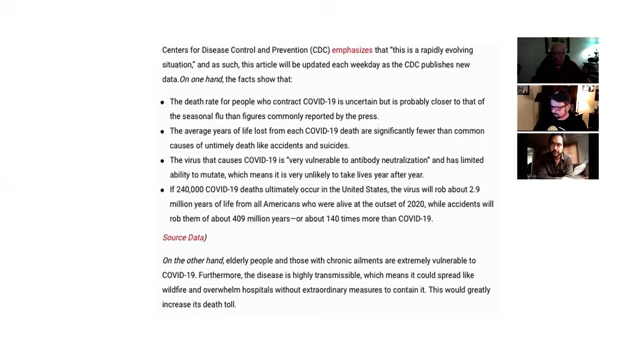 Centers for Disease Control and Prevention (CDC) emphasizes that “this is a rapidly evolving
situation,” and as such, this article will be updated each weekday as the CDC publishes new
data. On one hand, the facts show that:
• The death rate for people who contract COVID-19 is uncertain but is probably closer to that of
the seasonal flu than figures commonly reported by the press.
• The average years of life lost from each COVID-19 death are significantly fewer than common
causes of untimely death like accidents and suicides.
• The virus that causes COVID-19 is “very vulnerable to antibody neutralization” and has limited
ability to mutate, which means it is very unlikely to take lives year after year.
• If 240,000 COVID-19 deaths ultimately occur in the United States, the virus will rob about 2.9
million years of life from all Americans who were alive at the outset of 2020, while accidents will
rob them of about 409 million years—or about 140 times more than COVID-19.
Source Data)
On the other hand, elderly people and those with chronic ailments are extremely vulnerable to
COVID-19. Furthermore, the disease is highly transmissible, which means it could spread like
wildfire and overwhelm hospitals without extraordinary measures to contain it. This would greatly
increase its death toll.